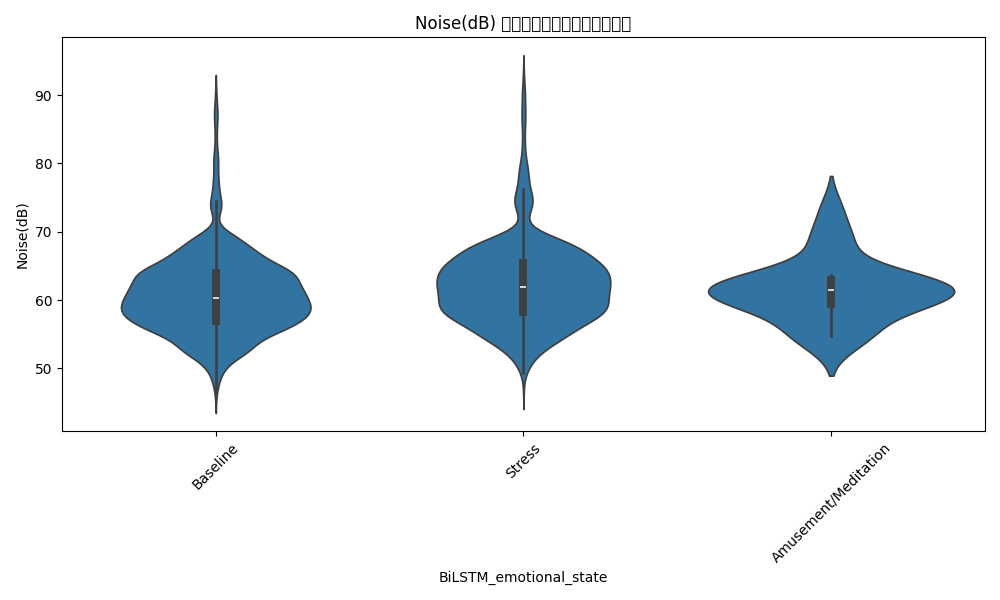 Noise(dB)
Noise(dB)
90
80
70
60
50
Baseline
Stress
Amusement/Meditation
BiLSTM_emotional_state